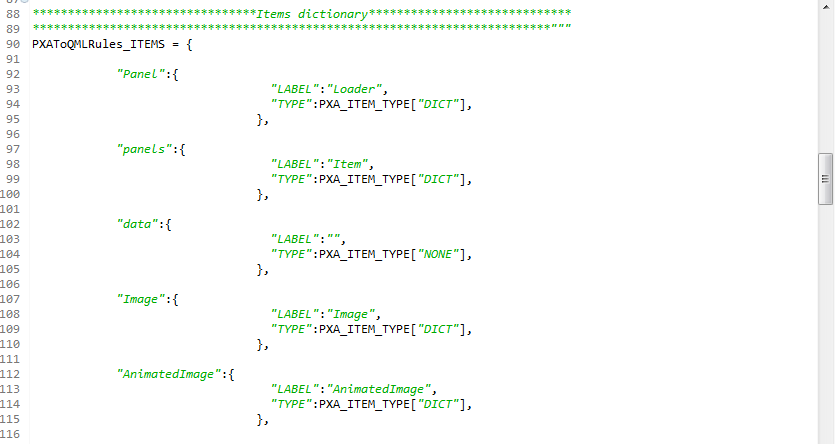 88 ********************************Items dictionary*****************************
89 **************************************************************************"""
90 PXAToQMLRules_ITEMS = {
91
92 "Panel":{
93 "LABEL":"Loader",
94 "TYPE":PXA_ITEM_TYPE["DICT"],
95 },
96
97 "panels":{
98 "LABEL":"Item",
99 "TYPE":PXA_ITEM_TYPE["DICT"],
100 },
101
102 "data":{
103 "LABEL":"",
104 "TYPE":PXA_ITEM_TYPE["NONE"],
105 },
106
107 "Image":{
108 "LABEL":"Image",
109 "TYPE":PXA_ITEM_TYPE["DICT"],
110 },
111
112 "AnimatedImage":{
113 "LABEL":"AnimatedImage",
114 "TYPE":PXA_ITEM_TYPE["DICT"],
115 },
116